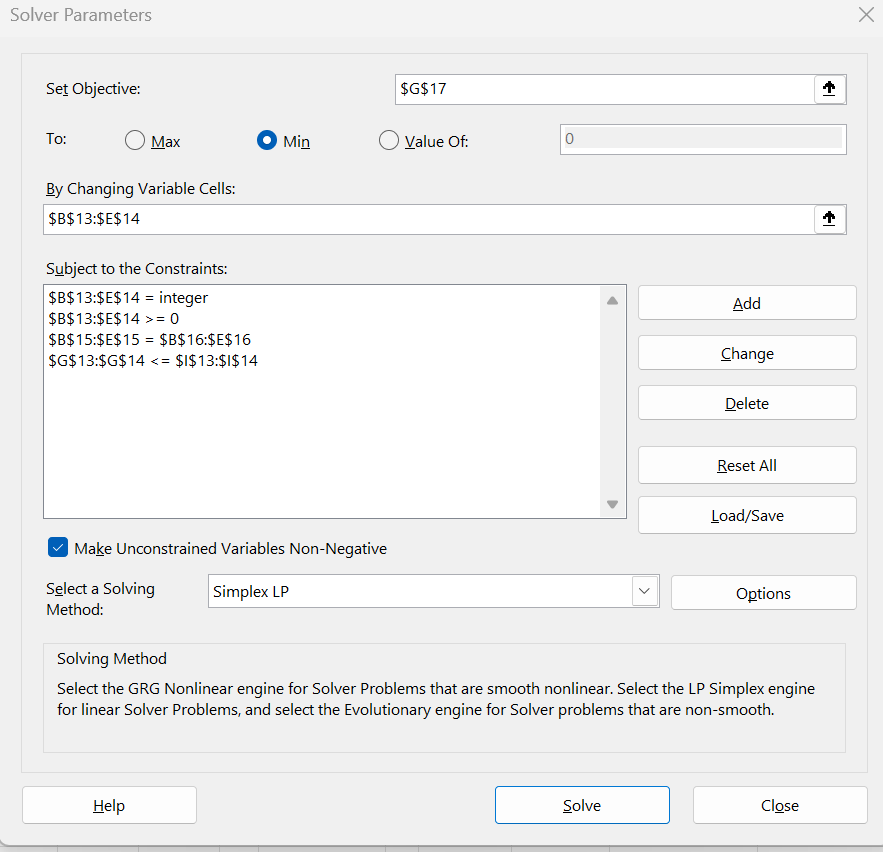 Solver Parameters
Set Objective:
$G$17
To:
Max
Min
Value Of:
0
By Changing Variable Cells:
$B$13:$E$14
Subject to the Constraints:
$B$13:$E$14 = integer
$B$13:$E$14 >= 0
$B$15:$E$15 = $B$16:$E$16
$G$13:$G$14 <= $I$13:$I$14
Add
Change
Delete
Reset All
Load/Save
Make Unconstrained Variables Non-Negative
Select a Solving
Method:
Simplex LP
Options
Solving Method
Select the GRG Nonlinear engine for Solver Problems that are smooth nonlinear. Select the LP Simplex engine
for linear Solver Problems, and select the Evolutionary engine for Solver problems that are non-smooth.
Help
Solve
Close